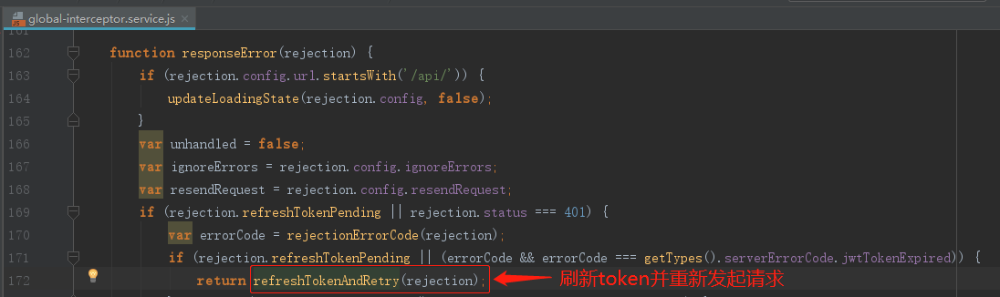 global-interceptor.service.js
161
162 function responseError(rejection) {
163 if (rejection.config.url.startsWith('/api/')) {
164 updateLoadingState(rejection.config, false);
165 }
166 var unhandled = false;
167 var ignoreErrors = rejection.config.ignoreErrors;
168 var resendRequest = rejection.config.resendRequest;
169 if (rejection.refreshTokenPending || rejection.status === 401) {
170 var errorCode = rejectionErrorCode(rejection);
171 if (rejection.refreshTokenPending || (errorCode && errorCode === getTypes().serverErrorCode.jwtTokenExpired)) {
172 return refreshTokenAndRetry(rejection); 刷新token并重新发起请求